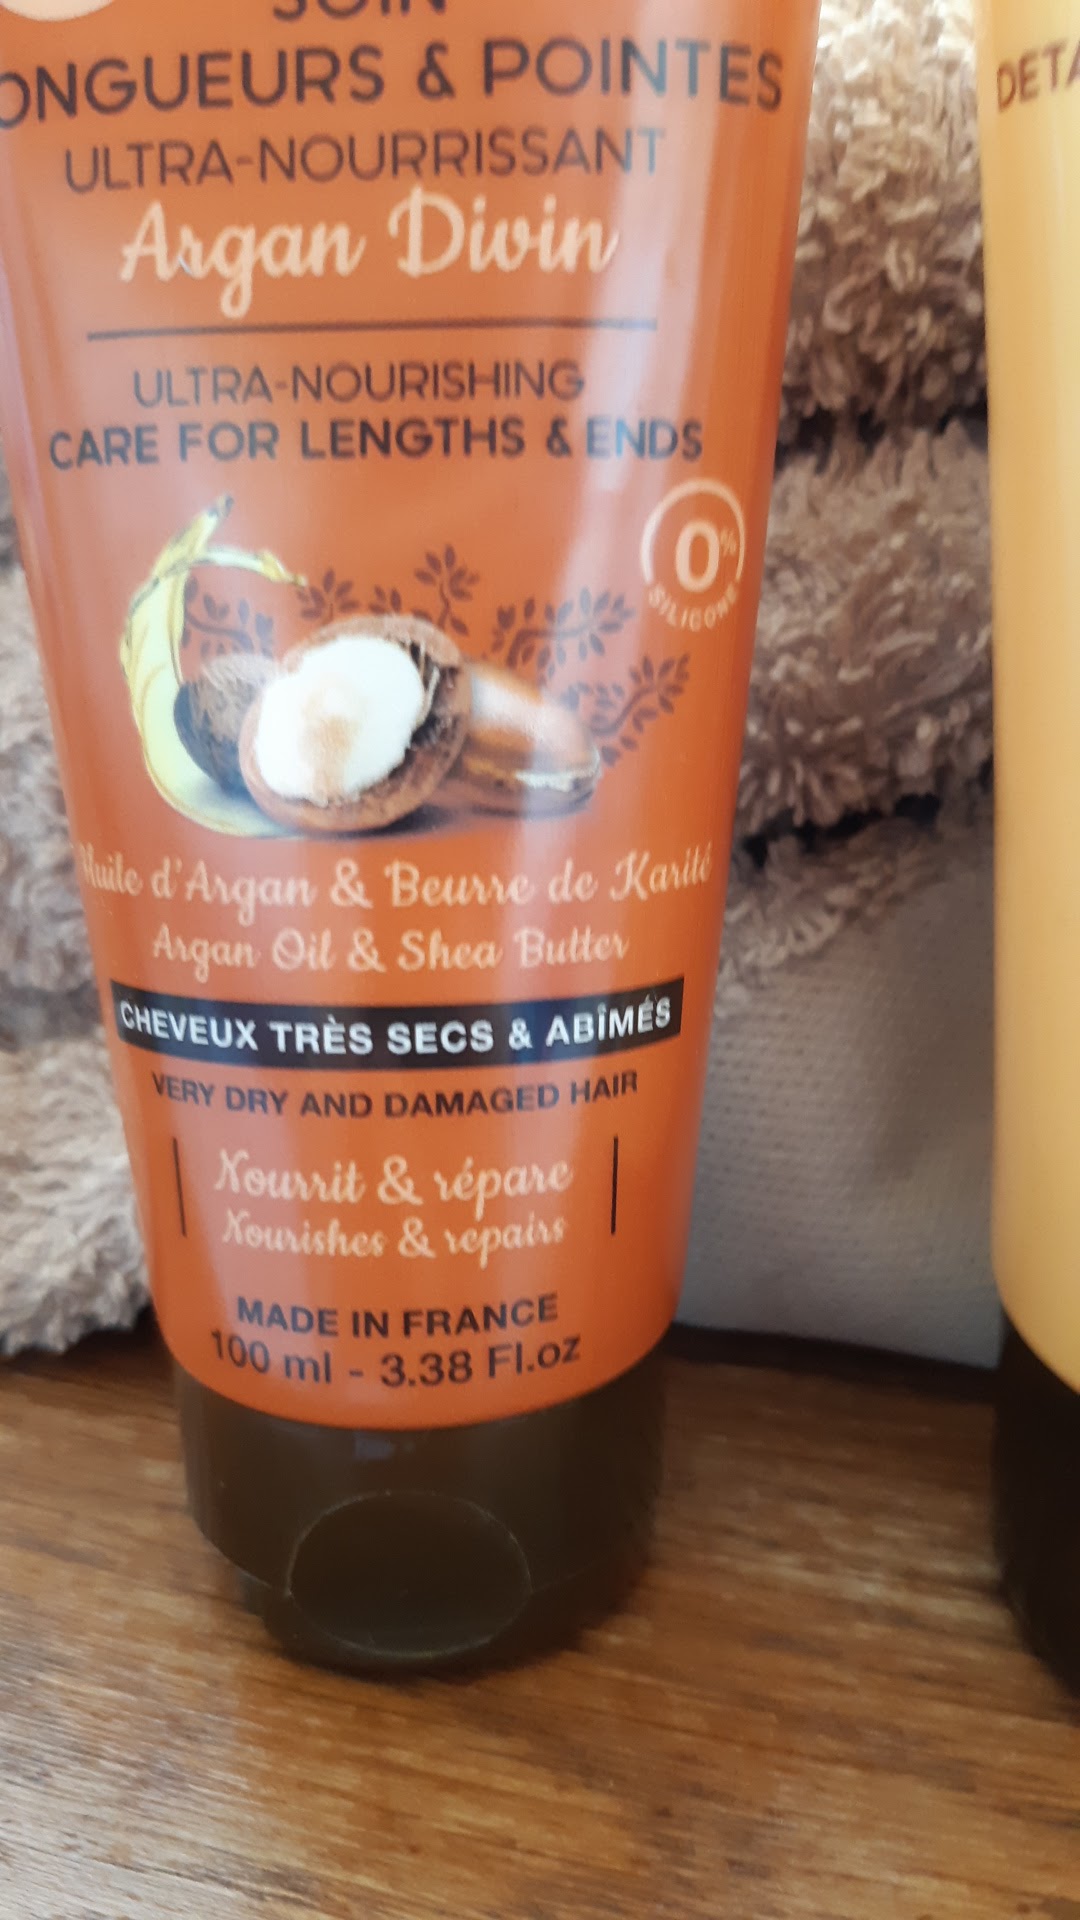 SOIN
ONGUEURS & POINTES
ULTRA-NOURRISSANT
Argan Divin
ULTRA-NOURISHING
CARE FOR LENGTHS & ENDS
0%
SILICONE
Huile d'Argan & Beurre de Karité
Argan Oil & Shea Butter
CHEVEUX TRÈS SECS & ABÎMÉS
VERY DRY AND DAMAGED HAIR
Nourrit & répare
Nourishes & repairs
MADE IN FRANCE
100 ml - 3.38 Fl.oz
DETA